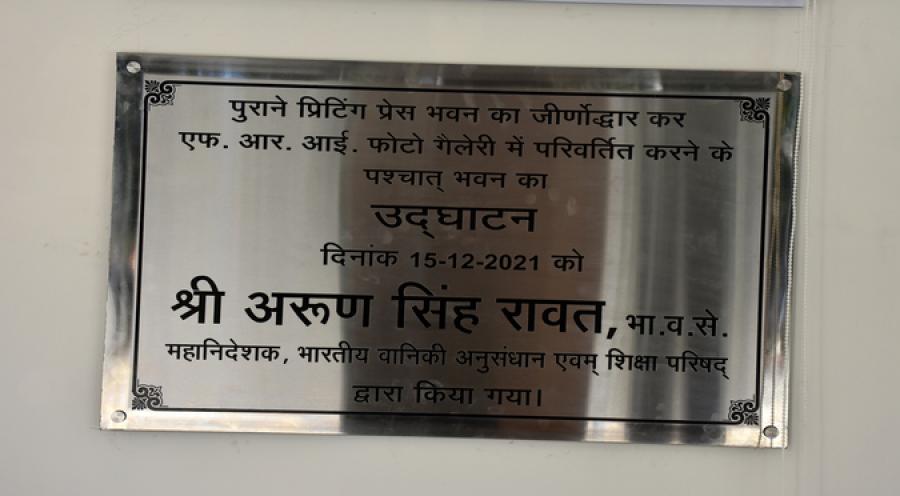 पुराने प्रिटिंग प्रेस भवन का जीर्णोद्धार कर
एफ. आर. आई. फोटो गैलेरी में परिवर्तित करने के
पश्चात् भवन का
उद्‌घाटन
दिनांक 15-12-2021 को
श्री अरूण सिंह रावत, भा.व.से.
महानिदेशक, भारतीय वानिकी अनुसंधान एवम् शिक्षा परिषद्
द्वारा किया गया।